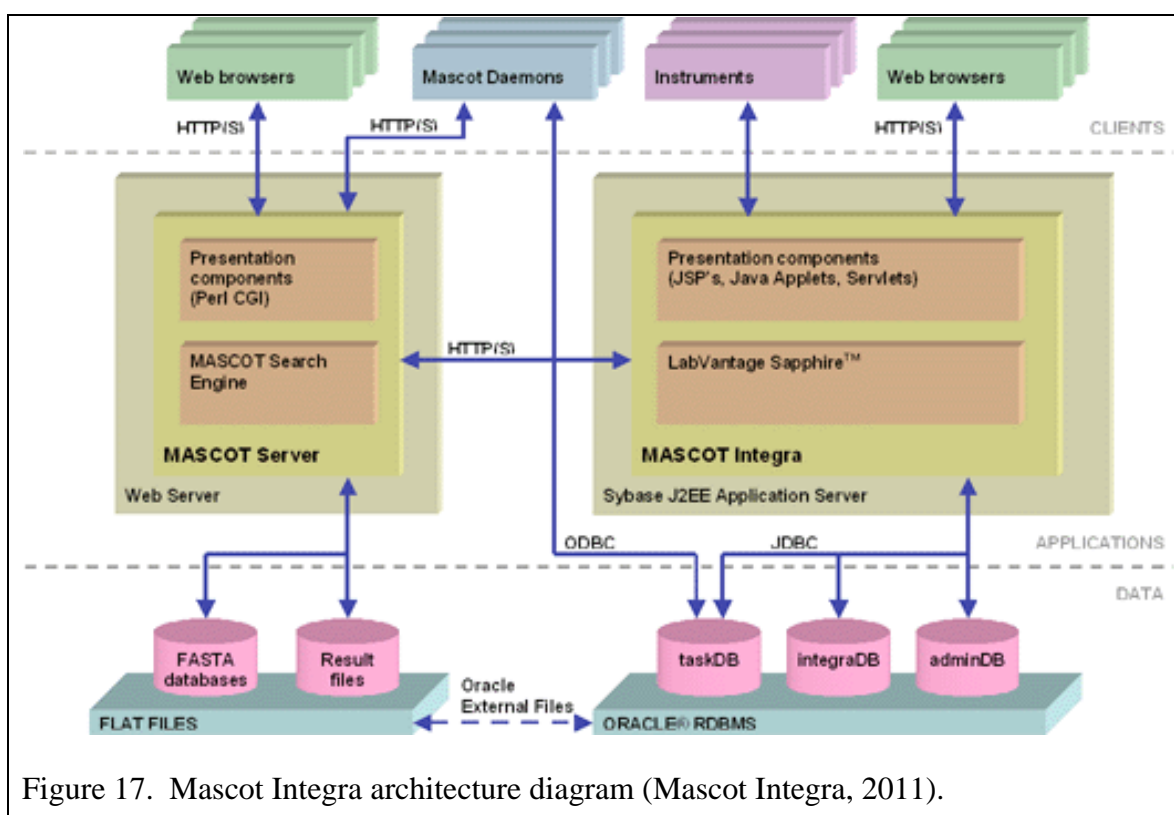 Web browsers
Mascot Daemons
Instruments
Web browsers
HTTP(S)
HTTP(S)
HTTP(S)
CLIENTS
Presentation
components
(Perl CGI)
MASCOT Search
Engine
MASCOT Server
Web Server
HTTP(S)
Presentation components
(JSP's, Java Applets, Servlets)
LabVantage Sapphire™
MASCOT Integra
Sybase J2EE Application Server
ODBC
JDBC
APPLICATIONS
DATA
FASTA
databases
Result
files
taskDB
integraDB
adminDB
Oracle
External Files
FLAT FILES
ORACLE® RDBMS
Figure 17. Mascot Integra architecture diagram (Mascot Integra, 2011).